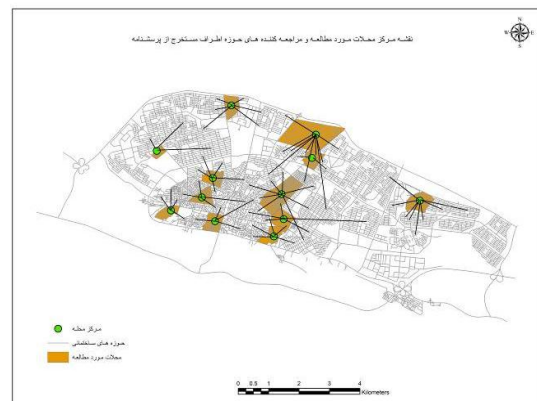 نقشه مرکز محلات مورد مطالعه و مراجعه کننده های حوزه اطراف مستخرج از پرسشنامه
N
W
E
S
مرکز محله
حوزه های ساختمانی
محلات مورد مطالعه
0 0.5 1 2 3 4
Kilometers